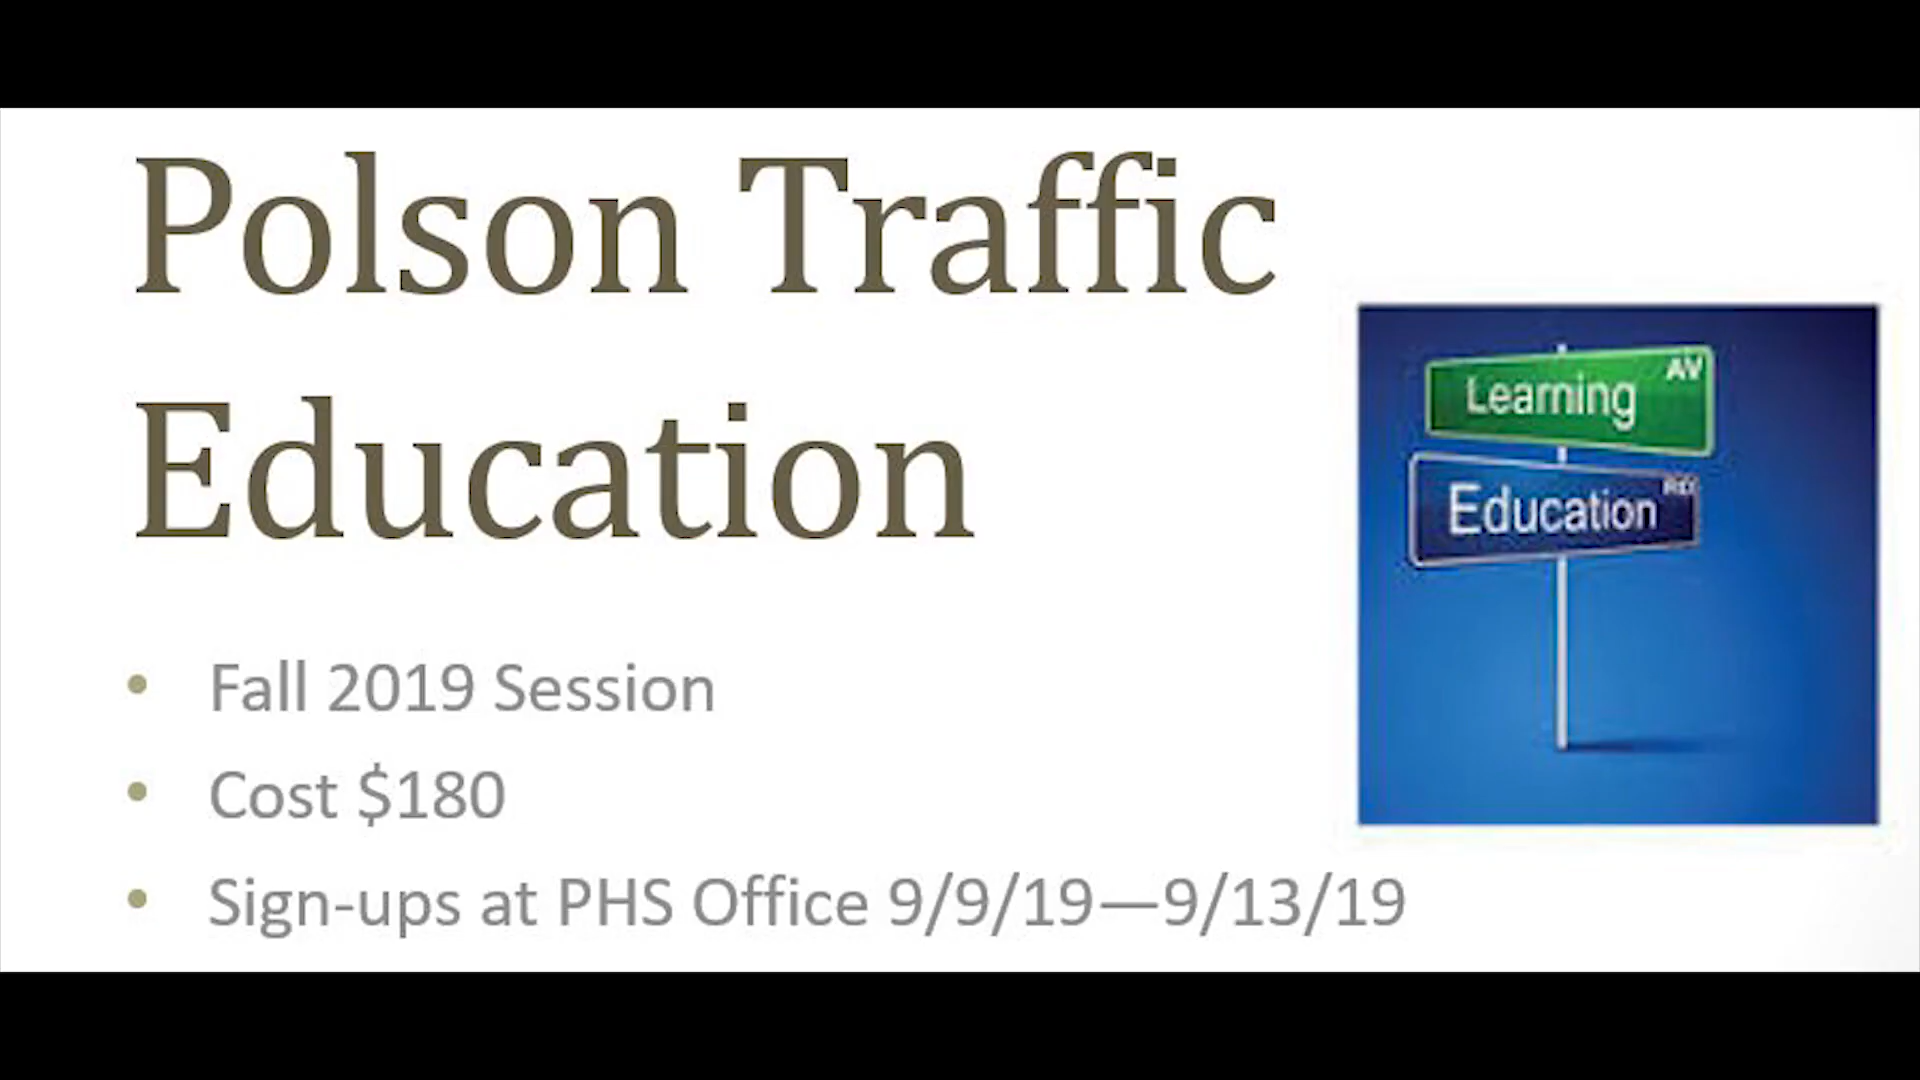 Polson Traffic
Education
• Fall 2019 Session
• Cost $180
• Sign-ups at PHS Office 9/9/19—9/13/19
Learning AV
Education RD